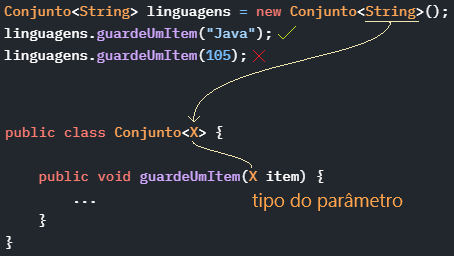 Conjunto<String> linguagens = new Conjunto<String>();
linguagens.guardeUmItem("Java");
linguagens.guardeUmItem(105);
public class Conjunto<X> {
public void guardeUmItem(X item) {
...
tipo do parâmetro
}
}